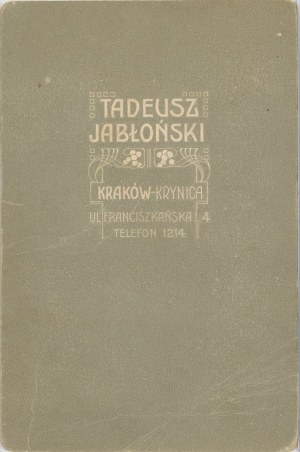 TADEUSZ
JABŁOŃSKI
KRAKÓW-KRYNICA
UL FRANCISZKAŃSKA L 4
TELEFON 1214